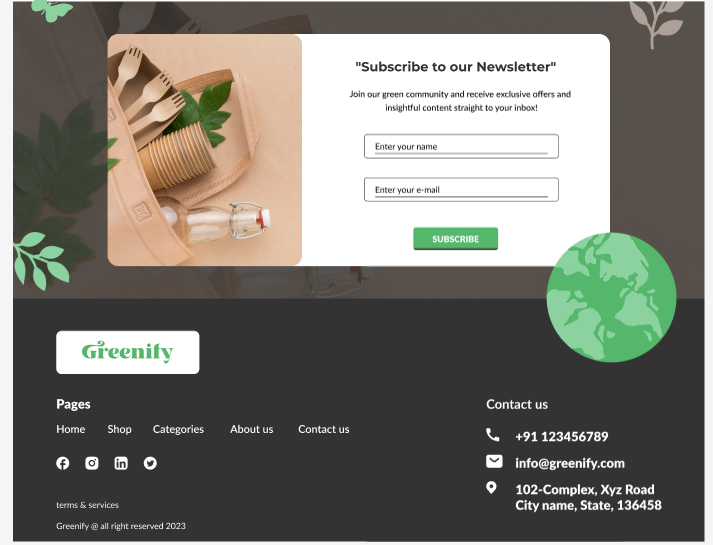 "Subscribe to our Newsletter"
Join our green community and receive exclusive offers and
insightful content straight to your inbox!
Enter your name
Enter your e-mail
SUBSCRIBE
Greenify
Pages
Home Shop Categories About us Contact us
terms & services
Greenify @ all right reserved 2023
Contact us
+91 123456789
info@greenify.com
102-Complex, Xyz Road
City name, State, 136458